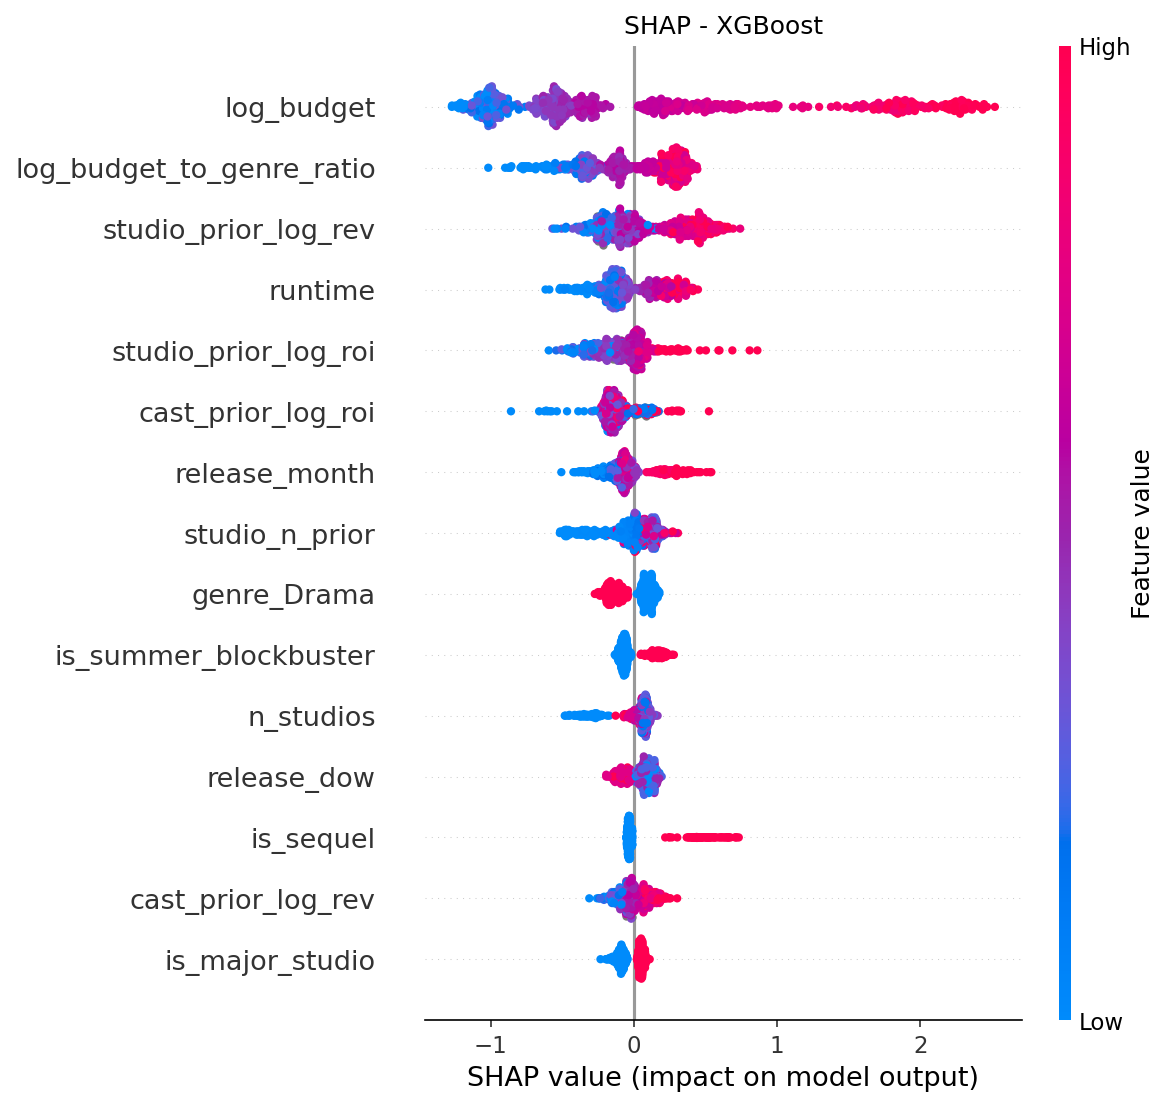 SHAP - XGBoost
High
log_budget
log_budget_to_genre_ratio
studio_prior_log_rev
runtime
studio_prior_log_roi
cast_prior_log_roi
release_month
studio_n_prior
genre_Drama
is_summer_blockbuster
n_studios
release_dow
is_sequel
cast_prior_log_rev
is_major_studio
Feature value
Low
−1 0 1 2
SHAP value (impact on model output)